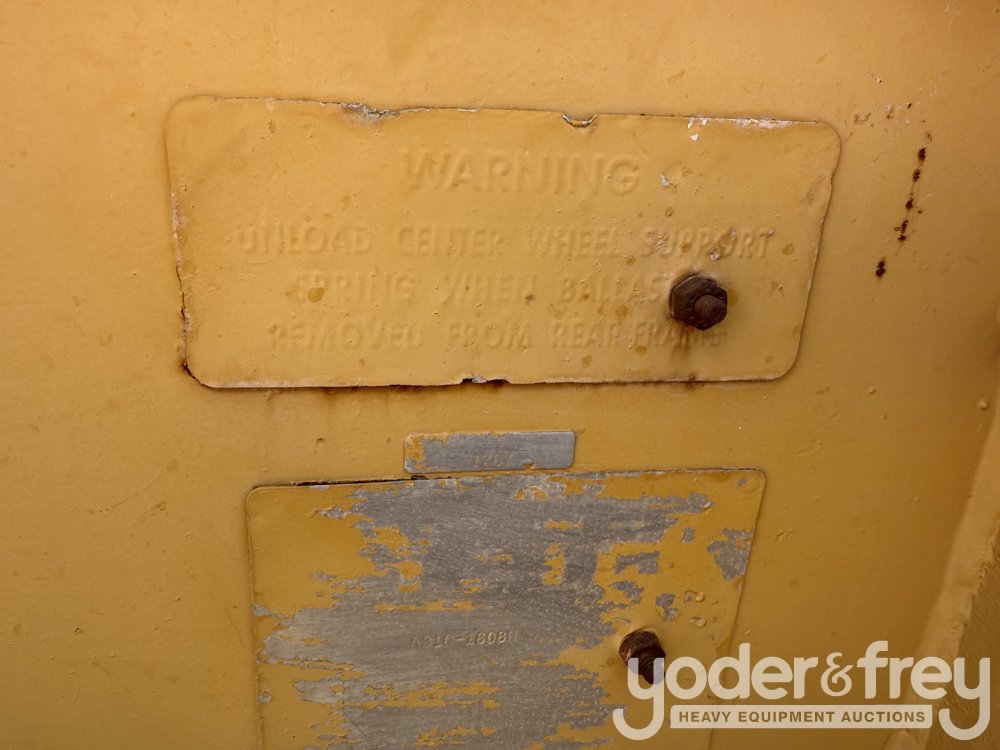 WARNING
UNLOAD CENTER WHEEL SUPPORT
SPRING WHEN BALLAST
REMOVED FROM REAR FRAME
yoder&frey
HEAVY EQUIPMENT AUCTIONS